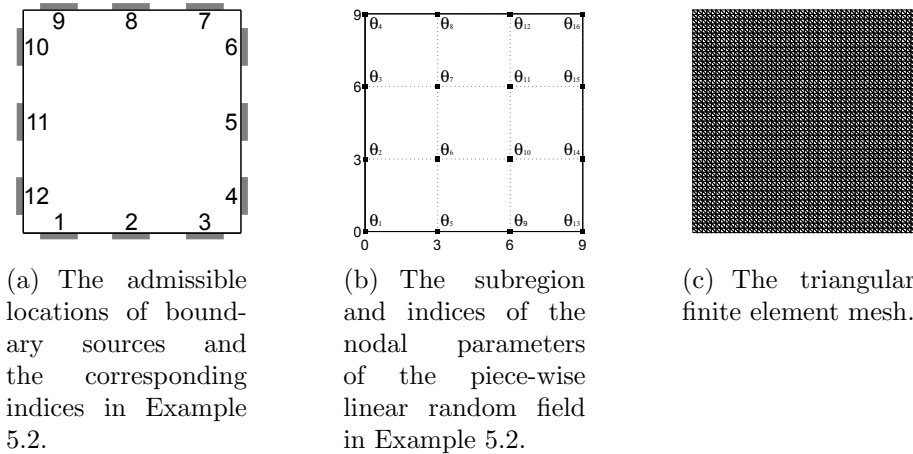 9 8 7
10 6
11 5
12 4
1 2 3
9 θ4 θ8 θ12 θ16
6 θ3 θ7 θ11 θ15
3 θ2 θ6 θ10 θ14
0 θ1 θ5 θ9 θ13
0 3 6 9
(a) The admissible
locations of bound-
ary sources and
the corresponding
indices in Example
5.2.
(b) The subregion
and indices of the
nodal parameters
of the piece-wise
linear random field
in Example 5.2.
(c) The triangular
finite element mesh.